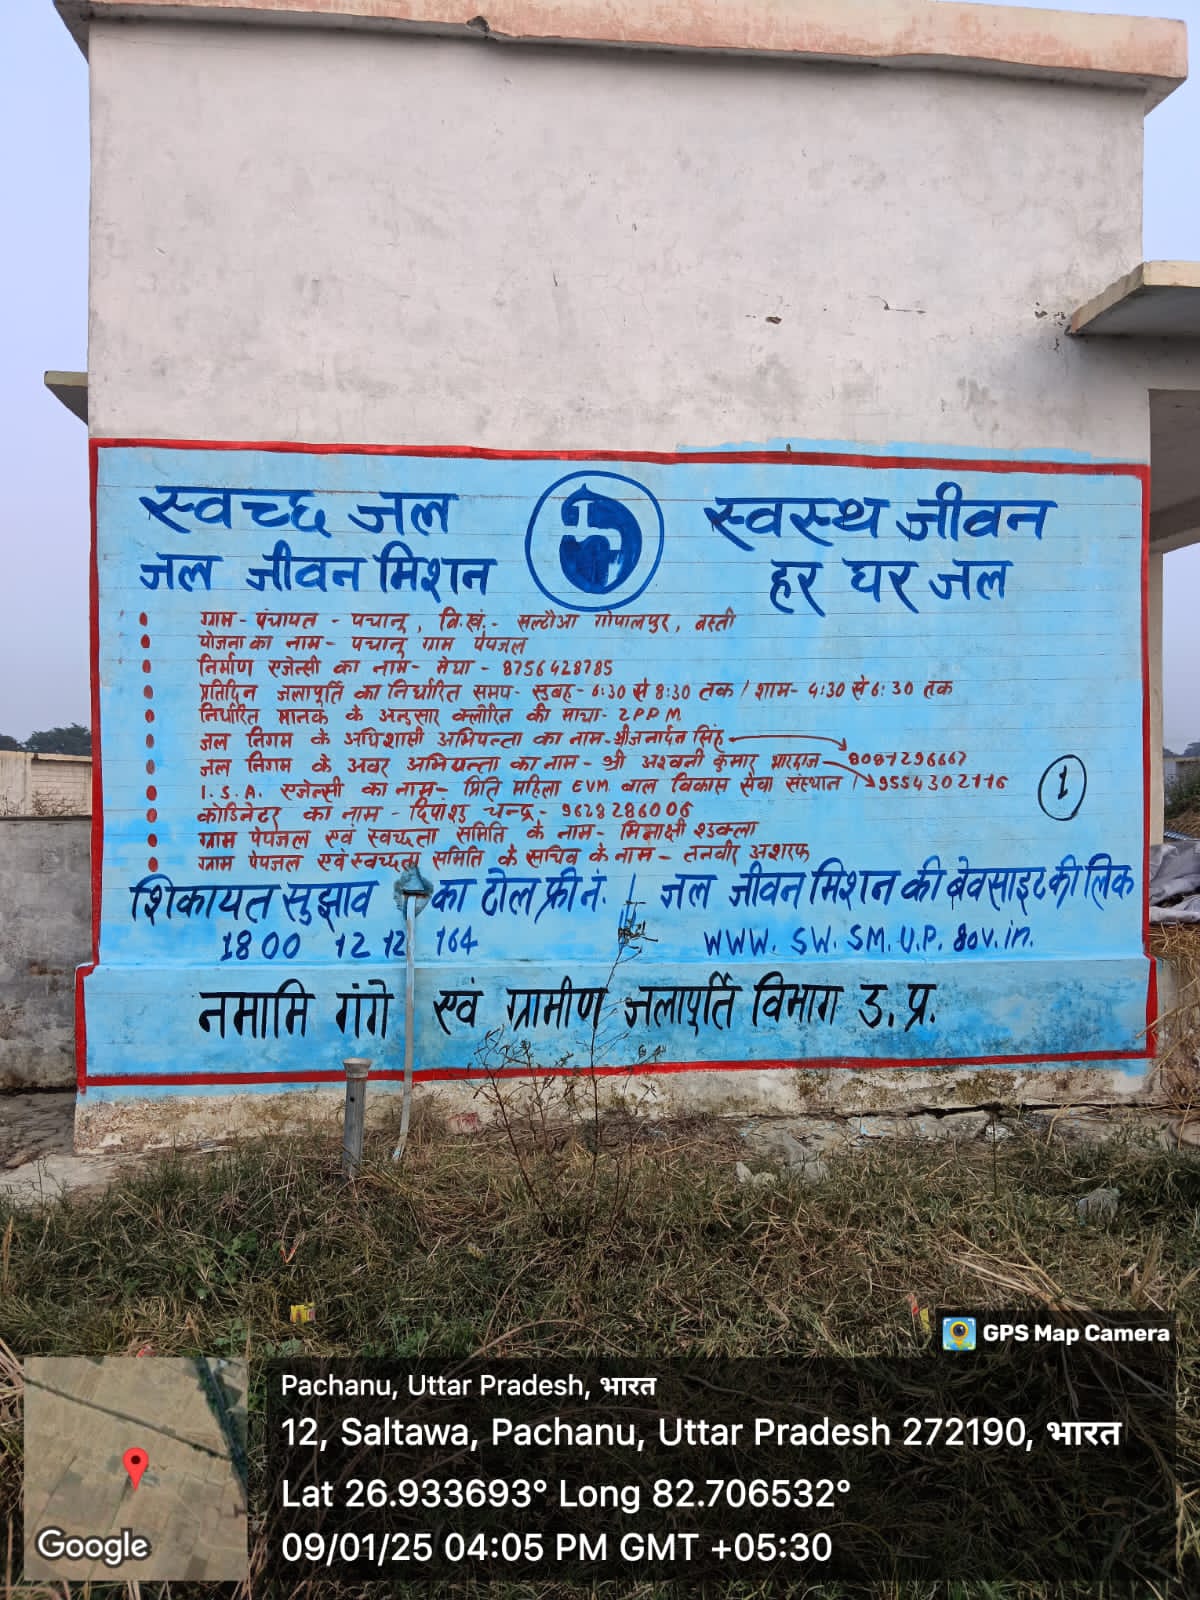 स्वच्छ जल स्वस्थ जीवन
जल जीवन मिशन हर घर जल
ग्राम - पंचायत - पचानू, वि.खं.- सल्टौआ गोपालपुर, बस्ती
योजना का नाम - पचानू ग्राम पेयजल
निर्माण एजेन्सी का नाम - मेघा - 8756428785
प्रतिदिन जलापूर्ति का निर्धारित समय - सुबह - 6:30 से 8:30 तक / शाम - 4:30 से 6:30 तक
निर्धारित मानक के अनुसार क्लोरिन की मात्रा - 2PPM
जल निगम के अधिशासी अभियन्ता का नाम - श्री जनार्दन सिंह
जल निगम के अवर अभियन्ता का नाम - श्री अश्वनी कुमार भारद्वाज 8081296667
I.S.A. एजेन्सी का नाम - प्रिति महिला EVM बाल विकास सेवा संस्थान 9554302116
कोडिनेटर का नाम - दिपांशु चन्द्र - 9628286006
ग्राम पेयजल एवं स्वच्छता समिति के नाम - मिनाक्षी शुक्ला
ग्राम पेयजल एवं स्वच्छता समिति के सचिव के नाम - तनवीर अशरफ
1
शिकायत सुझाव का टोल फ्री नं. जल जीवन मिशन की बेवसाइट की लिंक
1800 1212 164 WWW. SW. SM. U.P. gov.in.
नमामि गंगे एवं ग्रामीण जलापूर्ति विभाग उ.प्र.
GPS Map Camera
Pachanu, Uttar Pradesh, भारत
12, Saltawa, Pachanu, Uttar Pradesh 272190, भारत
Lat 26.933693° Long 82.706532°
09/01/25 04:05 PM GMT +05:30
Google